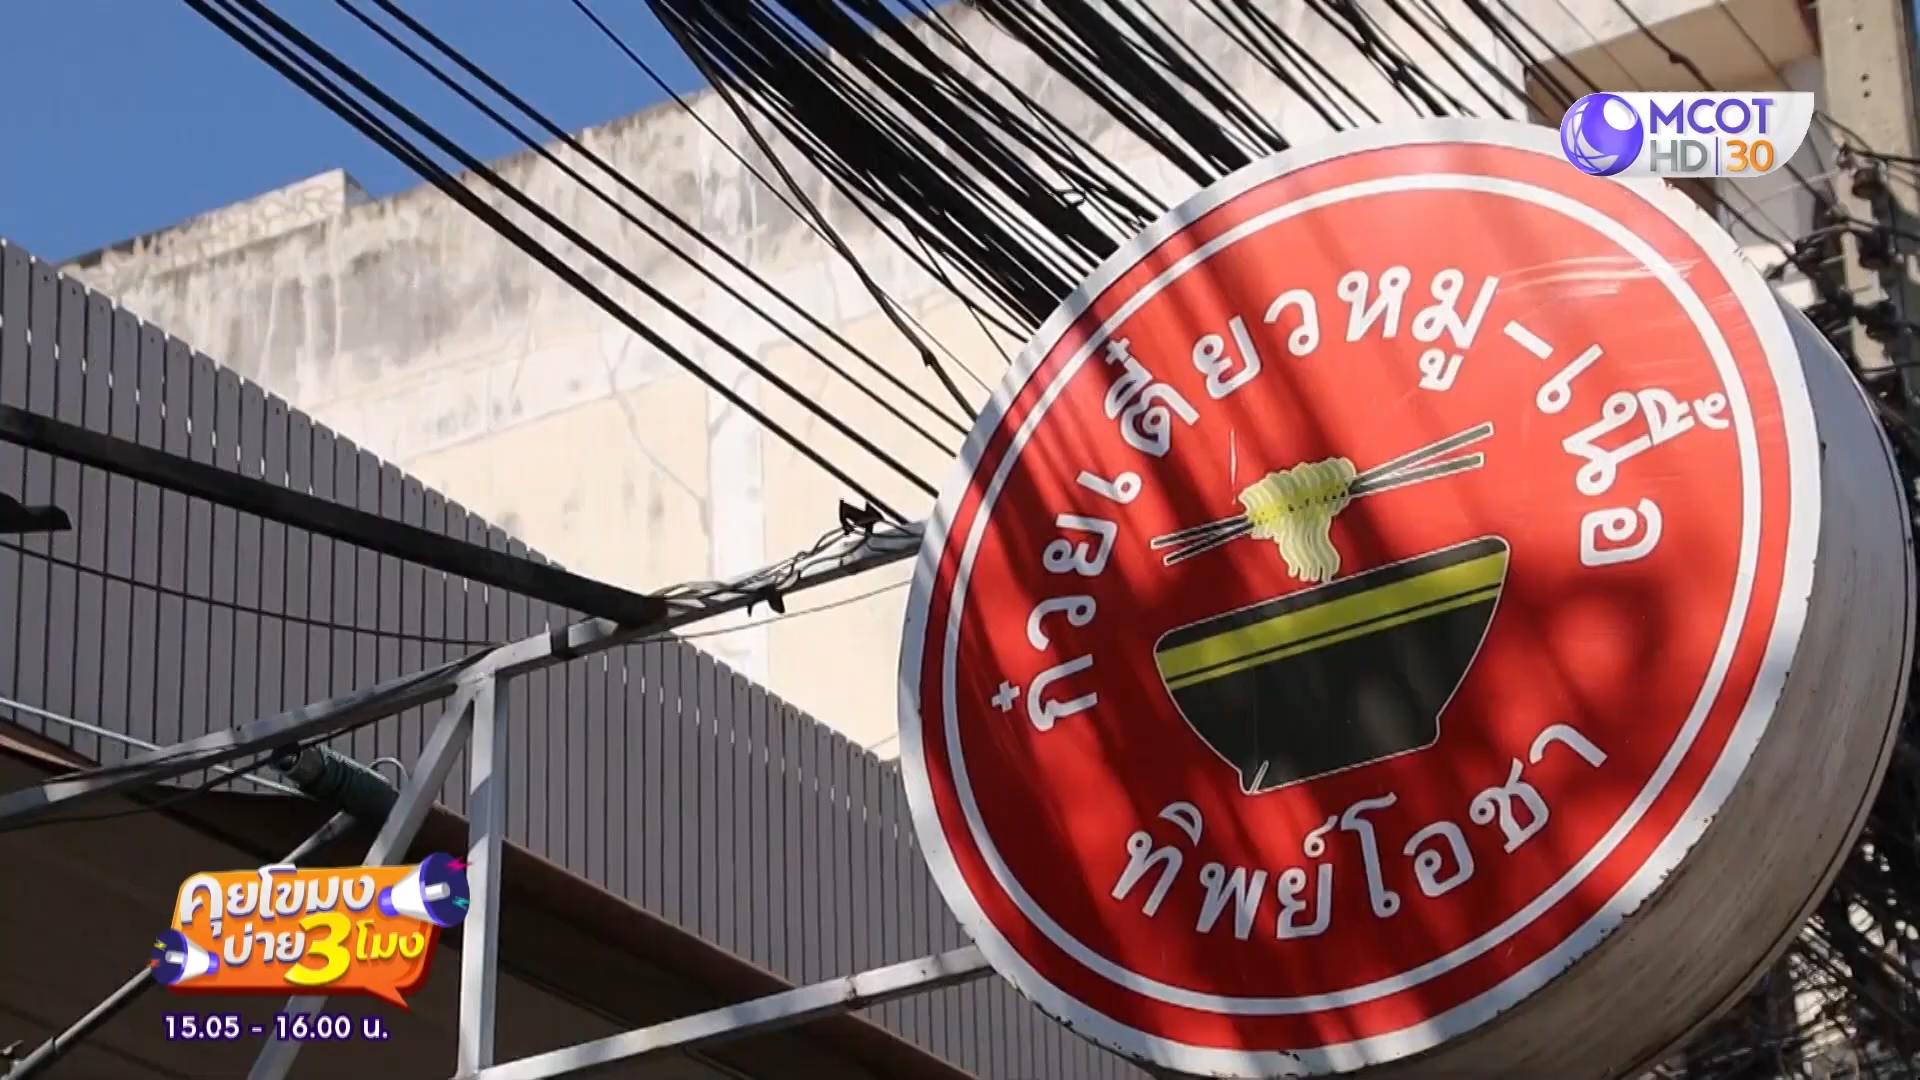 MCOT
HD 30
ก๋วยเตี๋ยวหมู-เนื้อ
ทิพย์โอชา
คุยโขมง
บ่าย 3 โมง
15.05 - 16.00 น.